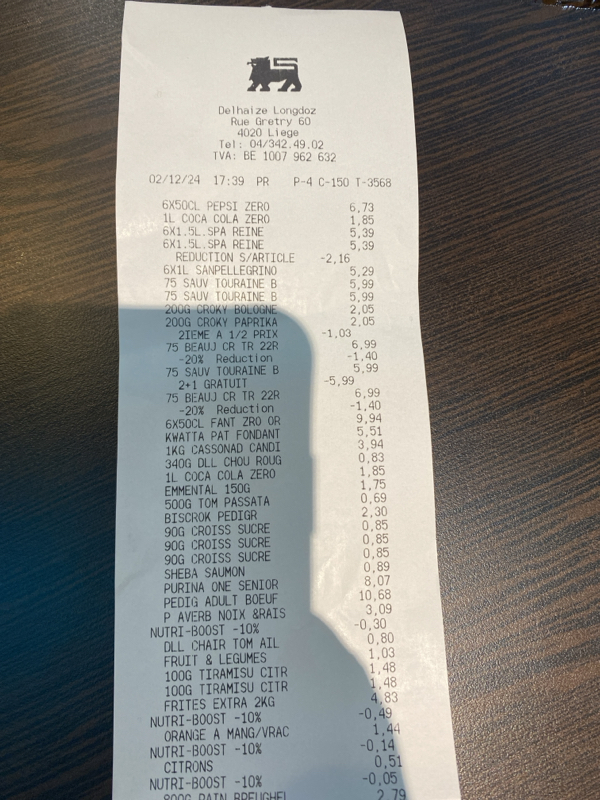 Delhaize Longdoz
Rue Gretry 60
4020 Liege
Tel: 04/342.49.02
TVA: BE 1007 962 632
02/12/24 17:39 PR P-4 C-150 T-3568
6X50CL PEPSI ZERO 6,73
1L COCA COLA ZERO 1,85
6X1.5L.SPA REINE 5,39
6X1.5L.SPA REINE 5,39
REDUCTION S/ARTICLE -2,16
6X1L SANPELLEGRINO 5,29
75 SAUV TOURAINE B 5,99
75 SAUV TOURAINE B 5,99
200G CROKY BOLOGNE 2,05
200G CROKY PAPRIKA 2,05
2IEME A 1/2 PRIX -1,03
75 BEAUJ CR TR 22R 6,99
-20% Reduction -1,40
75 SAUV TOURAINE B 5,99
2+1 GRATUIT -5,99
75 BEAUJ CR TR 22R 6,99
-20% Reduction -1,40
6X50CL FANT ZRO OR 9,94
KWATTA PAT FONDANT 5,51
1KG CASSONAD CANDI 3,94
340G DLL CHOU ROUG 0,83
1L COCA COLA ZERO 1,85
EMMENTAL 150G 1,75
500G TOM PASSATA 0,69
BISCROK PEDIGR 2,30
90G CROISS SUCRE 0,85
90G CROISS SUCRE 0,85
90G CROISS SUCRE 0,85
SHEBA SAUMON 0,89
PURINA ONE SENIOR 8,07
PEDIG ADULT BOEUF 10,68
P AVERB NOIX &RAIS 3,09
NUTRI-BOOST -10% -0,30
DLL CHAIR TOM AIL 0,80
FRUIT & LEGUMES 1,03
100G TIRAMISU CITR 1,48
100G TIRAMISU CITR 1,48
FRITES EXTRA 2KG 4,83
NUTRI-BOOST -10% -0,49
ORANGE A MANG/VRAC 1,44
NUTRI-BOOST -10% -0,14
CITRONS 0,51
NUTRI-BOOST -10% -0,05
800G PAIN BREUGHEL 2,79